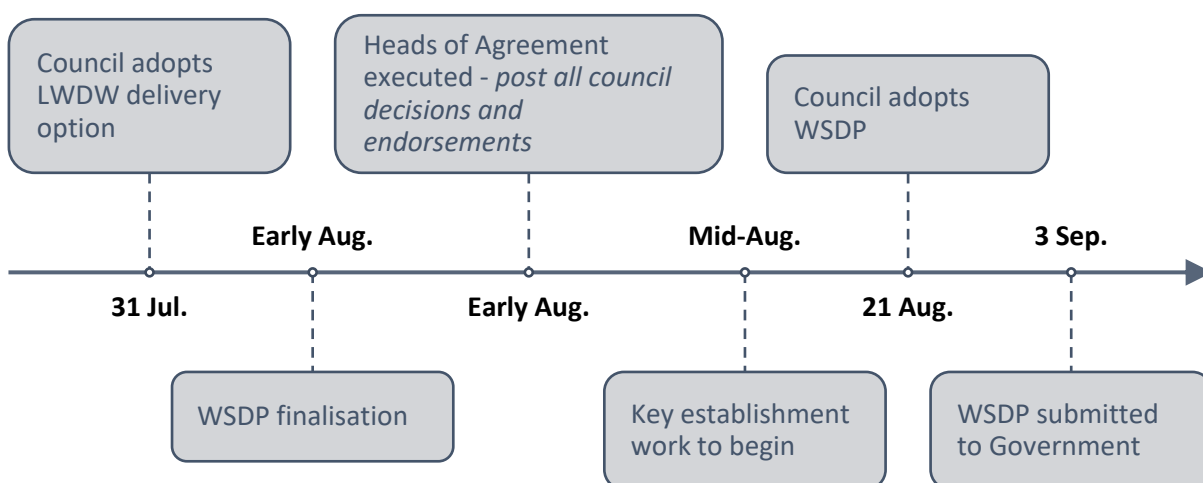 Council adopts
LWDW delivery
option
Heads of Agreement
executed - post all council
decisions and
endorsements
Council adopts
WSDP
Early Aug.
Mid-Aug.
3 Sep.
31 Jul.
Early Aug.
21 Aug.
WSDP finalisation
Key establishment
work to begin
WSDP submitted
to Government